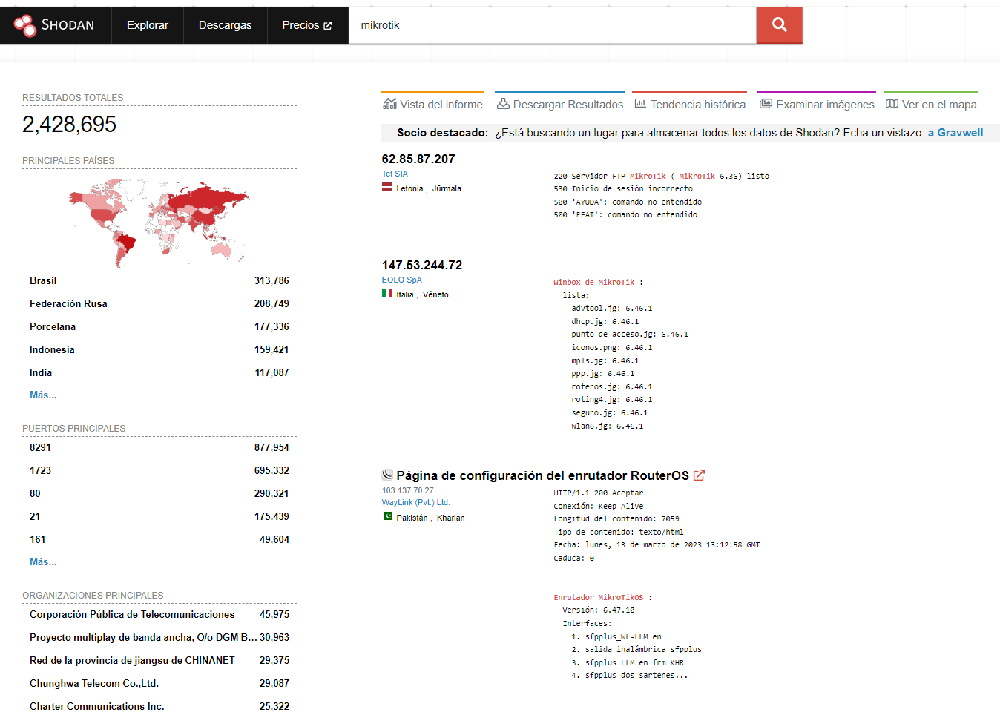 SHODAN Explorar Descargas Precios mikrotik
RESULTADOS TOTALES
2,428,695
PRINCIPALES PAÍSES
Brasil 313,786
Federación Rusa 208,749
Porcelana 177,336
Indonesia 159,421
India 117,087
Más...
PUERTOS PRINCIPALES
8291 877,954
1723 695,332
80 290,321
21 175.439
161 49,604
Más...
ORGANIZACIONES PRINCIPALES
Corporación Pública de Telecomunicaciones 45,975
Proyecto multiplay de banda ancha, O/o DGM B... 30,963
Red de la provincia de jiangsu de CHINANET 29,375
Chunghwa Telecom Co.,Ltd. 29,087
Charter Communications Inc. 25,322
Vista del informe Descargar Resultados Tendencia histórica Examinar imágenes Ver en el mapa
Socio destacado: ¿Está buscando un lugar para almacenar todos los datos de Shodan? Echa un vistazo a Gravwell
62.85.87.207
Tet SIA
Letonia , Jūrmala
220 Servidor FTP MikroTik ( MikroTik 6.36) listo
530 Inicio de sesión incorrecto
500 'AYUDA': comando no entendido
500 'FEAT': comando no entendido
147.53.244.72
EOLO SpA
Italia , Véneto
Winbox de MikroTik :
lista:
advtool.jg: 6.46.1
dhcp.jg: 6.46.1
punto de acceso.jg: 6.46.1
iconos.png: 6.46.1
mpls.jg: 6.46.1
ppp.jg: 6.46.1
roteros.jg: 6.46.1
roting4.jg: 6.46.1
seguro.jg: 6.46.1
wlan6.jg: 6.46.1
Página de configuración del enrutador RouterOS
103.137.70.27
WayLink (Pvt.) Ltd.
Pakistán , Kharian
HTTP/1.1 200 Aceptar
Conexión: Keep-Alive
Longitud del contenido: 7059
Tipo de contenido: texto/html
Fecha: lunes, 13 de marzo de 2023 13:12:58 GMT
Caduca: 0
Enrutador MikroTikOS :
Versión: 6.47.10
Interfaces:
1. sfpplus_WL-LLM en
2. salida inalámbrica sfpplus
3. sfpplus LLM en frm KHR
4. sfpplus dos sartenes...